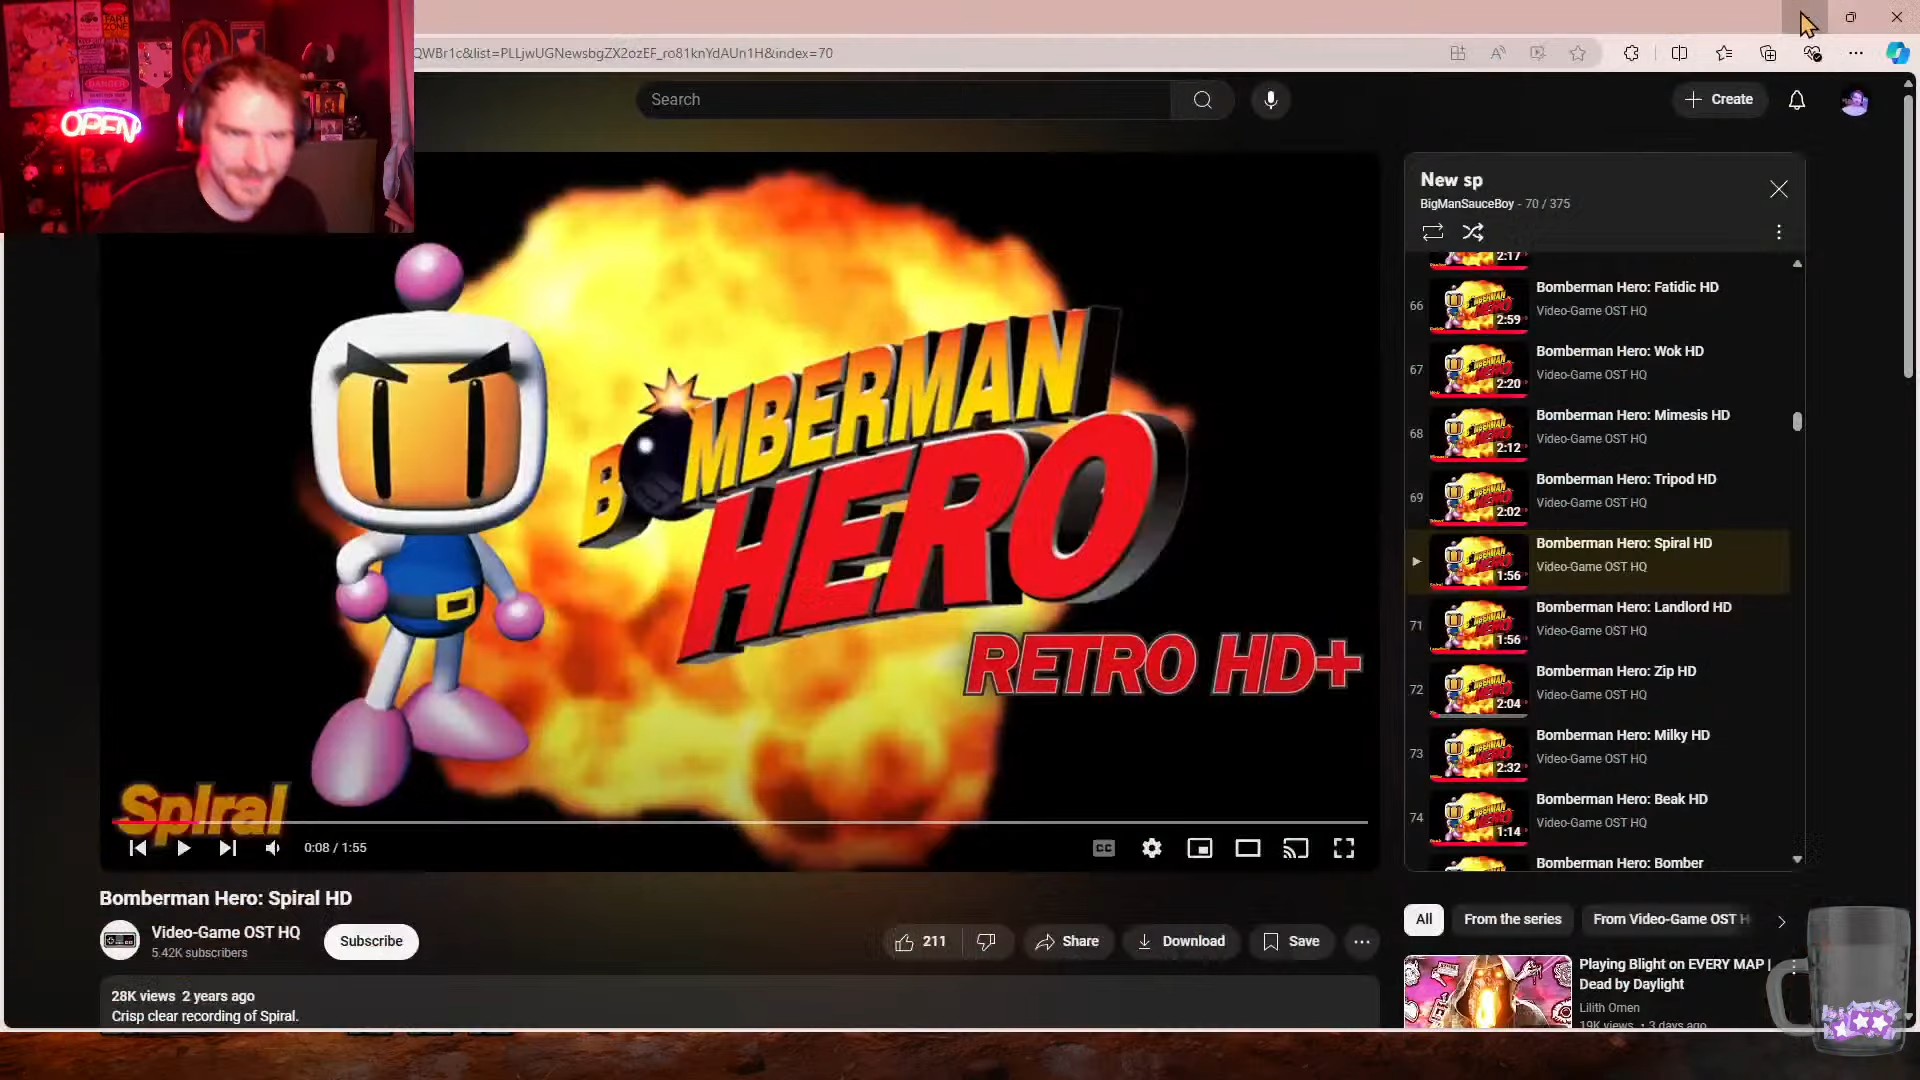 OPEN
QWBr1c&list=PLLjwUGNewsbgZX2ozEF_ro81knYdAUn1H&index=70
Search
Create
BOMBERMAN
HERO
RETRO HD+
Spiral
0:08 / 1:55
CC
Bomberman Hero: Spiral HD
Video-Game OST HQ
5.42K subscribers
Subscribe
211
Share
Download
Save
28K views 2 years ago
Crisp clear recording of Spiral.
New sp
BigManSauceBoy - 70 / 375
2:17
66
2:59
Bomberman Hero: Fatidic HD
Video-Game OST HQ
67
2:20
Bomberman Hero: Wok HD
Video-Game OST HQ
68
2:12
Bomberman Hero: Mimesis HD
Video-Game OST HQ
69
2:02
Bomberman Hero: Tripod HD
Video-Game OST HQ
1:56
Bomberman Hero: Spiral HD
Video-Game OST HQ
71
1:56
Bomberman Hero: Landlord HD
Video-Game OST HQ
72
2:04
Bomberman Hero: Zip HD
Video-Game OST HQ
73
2:32
Bomberman Hero: Milky HD
Video-Game OST HQ
74
1:14
Bomberman Hero: Beak HD
Video-Game OST HQ
Bomberman Hero: Bomber
All
From the series
From Video-Game OST H
Playing Blight on EVERY MAP |
Dead by Daylight
Lilith Omen
19K views • 3 days ago